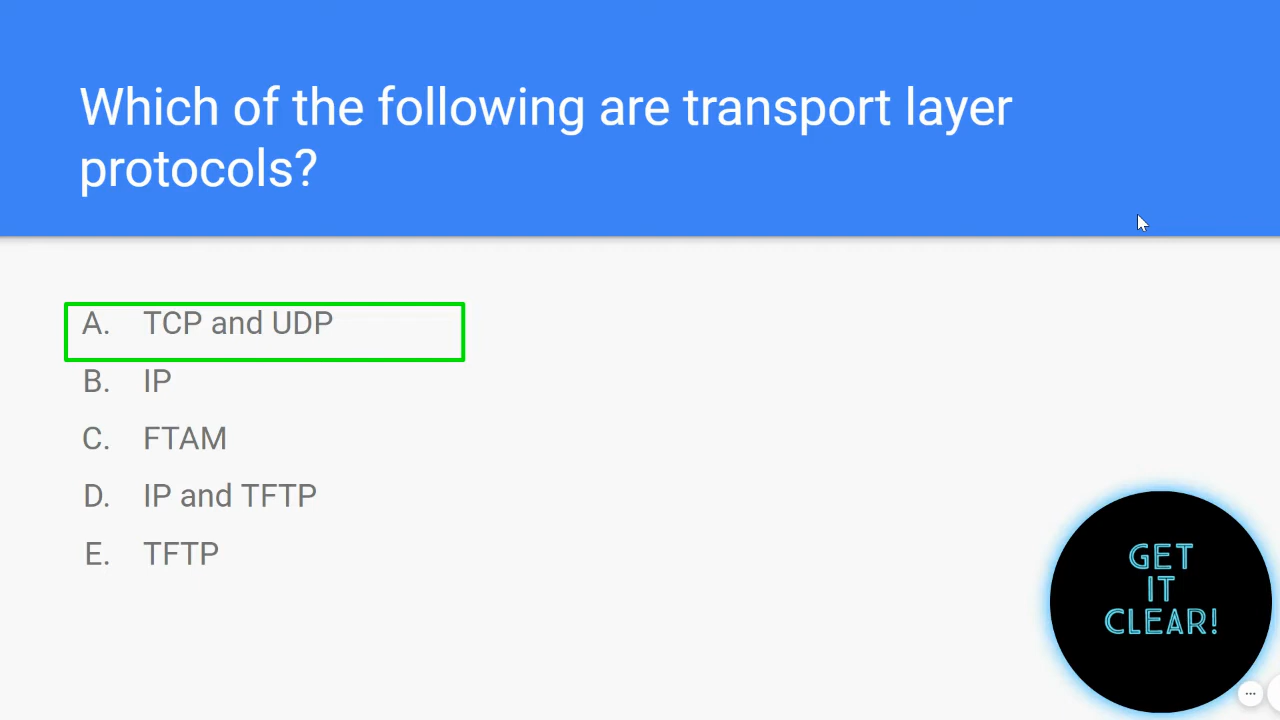 Which of the following are transport layer
protocols?
A. TCP and UDP
B. IP
C. FTAM
D. IP and TFTP
E. TFTP
GET
IT
CLEAR!